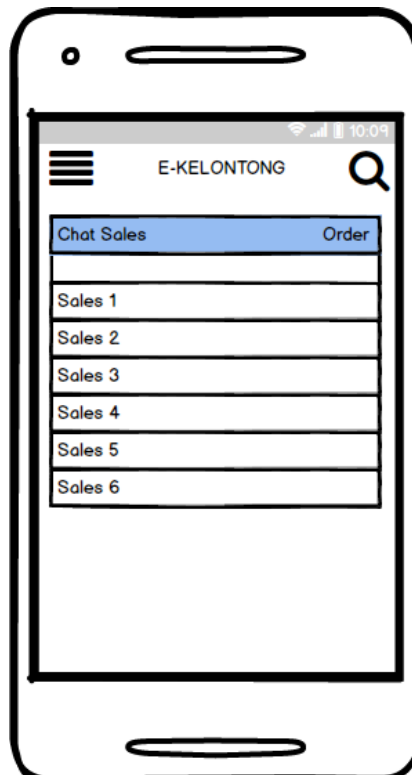 10:09
E-KELONTONG
Chat Sales Order
Sales 1
Sales 2
Sales 3
Sales 4
Sales 5
Sales 6